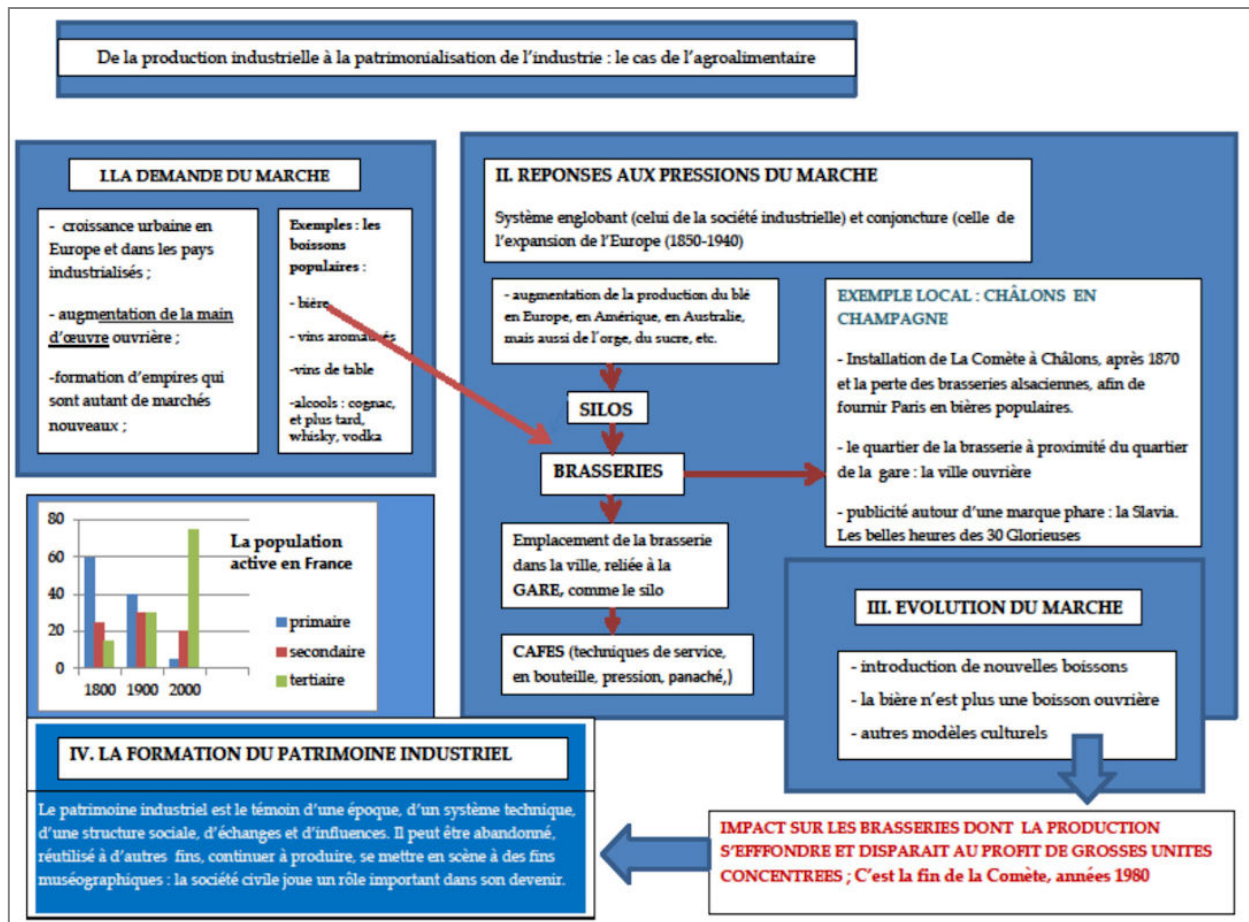 De la production industrielle à la patrimonialisation de l'industrie : le cas de l'agroalimentaire
I.LA DEMANDE DU MARCHE
- croissance urbaine en
Europe et dans les pays
industrialisés ;
- augmentation de la main
d'œuvre ouvrière ;
-formation d'empires qui
sont autant de marchés
nouveaux ;
Exemples : les
boissons
populaires :
- bière
- vins aromatisés
-vins de table
-alcools : cognac,
et plus tard,
whisky, vodka
II. REPONSES AUX PRESSIONS DU MARCHE
Système englobant (celui de la société industrielle) et conjoncture (celle de
l'expansion de l'Europe (1850-1940)
- augmentation de la production du blé
en Europe, en Amérique, en Australie,
mais aussi de l'orge, du sucre, etc.
SILOS
BRASSERIES
Emplacement de la brasserie
dans la ville, reliée à la
GARE, comme le silo
CAFES (techniques de service,
en bouteille, pression, panaché,)
EXEMPLE LOCAL : CHÂLONS EN
CHAMPAGNE
- Installation de La Comète à Châlons, après 1870
et la perte des brasseries alsaciennes, afin de
fournir Paris en bières populaires.
- le quartier de la brasserie à proximité du quartier
de la gare : la ville ouvrière
- publicité autour d'une marque phare : la Slavia.
Les belles heures des 30 Glorieuses
La population
active en France
80
60
40
20
0
1800 1900 2000
primaire
secondaire
tertiaire
III. EVOLUTION DU MARCHE
- introduction de nouvelles boissons
- la bière n'est plus une boisson ouvrière
- autres modèles culturels
IMPACT SUR LES BRASSERIES DONT LA PRODUCTION
S'EFFFONDRE ET DISPARAIT AU PROFIT DE GROSSES UNITES
CONCENTREES ; C'est la fin de la Comète, années 1980
IV. LA FORMATION DU PATRIMOINE INDUSTRIEL
Le patrimoine industriel est le témoin d'une époque, d'un système technique,
d'une structure sociale, d'échanges et d'influences. Il peut être abandonné,
réutilisé à d'autres fins, continuer à produire, se mettre en scène à des fins
muséographiques : la société civile joue un rôle important dans son devenir.